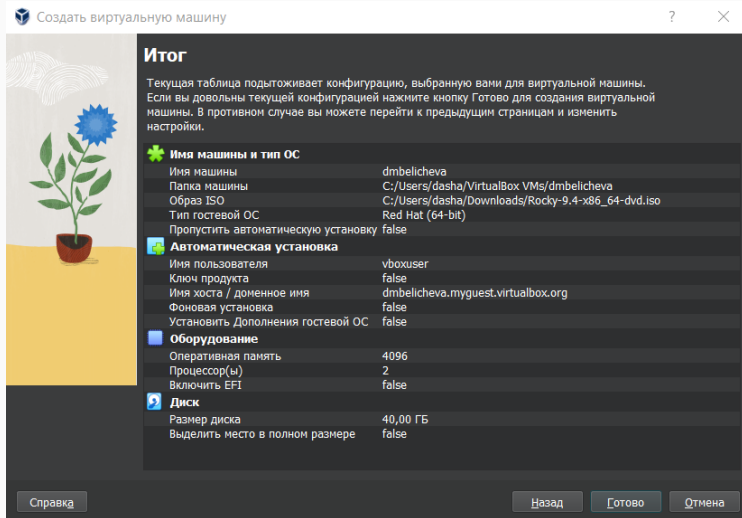 Создать виртуальную машину
Итог
Текущая таблица подытоживает конфигурацию, выбранную вами для виртуальной машины.
Если вы довольны текущей конфигурацией нажмите кнопку Готово для создания виртуальной
машины. В противном случае вы можете перейти к предыдущим страницам и изменить
настройки.
Имя машины и тип ОС
Имя машины dmbelicheva
Папка машины C:/Users/dasha/VirtualBox VMs/dmbelicheva
Образ ISO C:/Users/dasha/Downloads/Rocky-9.4-x86_64-dvd.iso
Тип гостевой ОС Red Hat (64-bit)
Пропустить автоматическую установку false
Автоматическая установка
Имя пользователя vboxuser
Ключ продукта false
Имя хоста / доменное имя dmbelicheva.myguest.virtualbox.org
Фоновая установка false
Установить Дополнения гостевой ОС false
Оборудование
Оперативная память 4096
Процессор(ы) 2
Включить EFI false
Диск
Размер диска 40,00 ГБ
Выделить место в полном размере false
Справка Назад Готово Отмена